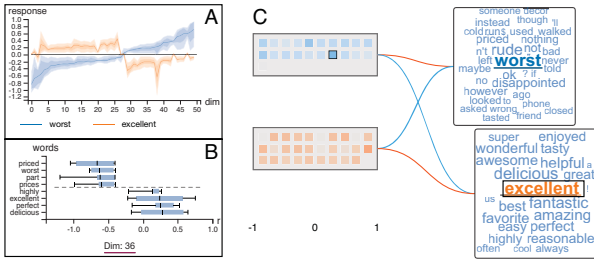 response
A
1.0
0.8
0.6
0.4
0.2
0.0
-0.2
-0.4
-0.6
-0.8
-1.0
-1.2
0 5 10 15 20 25 30 35 40 45 50 dim
worst excellent
words
B
priced
worst
part
prices
highly
excellent
perfect
delicious
-1.0 -0.5 0.0 0.5 1.0
Dim: 36
C
-1 0 1
someone decor
instead though 'll
cold runs used walked
priced nothing
n't rude not bad
left worst never
maybe ok ? if told
no disappointed
however ago
looked to phone
asked wrong closed
tasted friend
super enjoyed
wonderful tasty
awesome helpful a
delicious great
excellent !
us best fantastic
favorite amazing
easy perfect
highly reasonable
often cool always